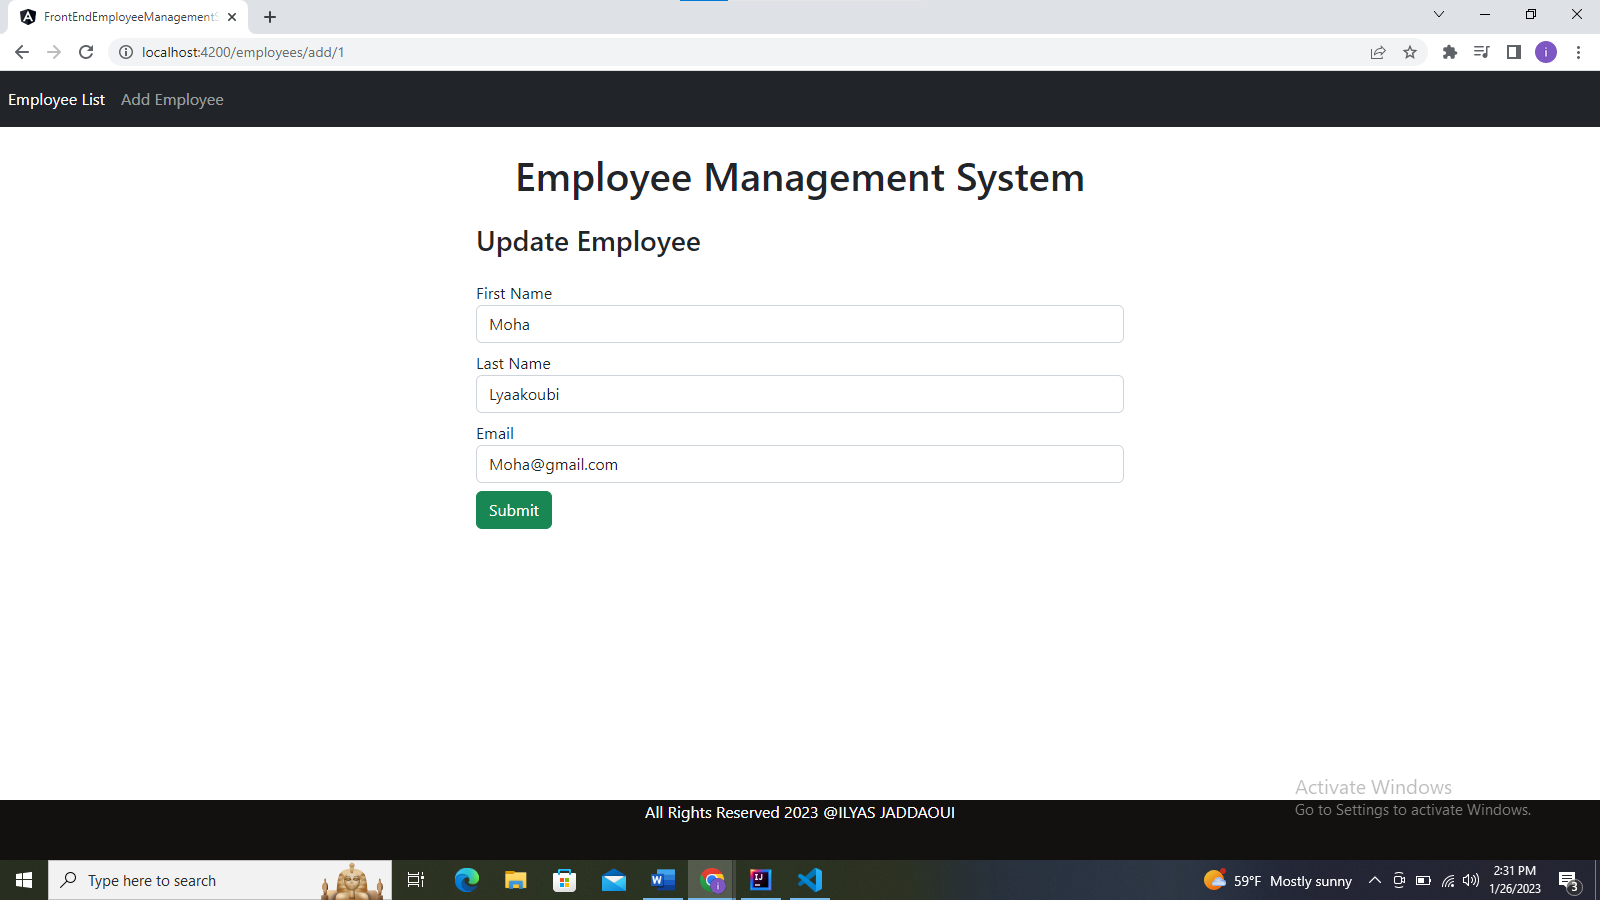 FrontEndEmployeeManagementS
localhost:4200/employees/add/1
i
Employee List Add Employee
Employee Management System
Update Employee
First Name
Moha
Last Name
Lyaakoubi
Email
Moha@gmail.com
Submit
Activate Windows
Go to Settings to activate Windows.
All Rights Reserved 2023 @ILYAS JADDAOUI
Type here to search
59°F Mostly sunny
2:31 PM
1/26/2023
3